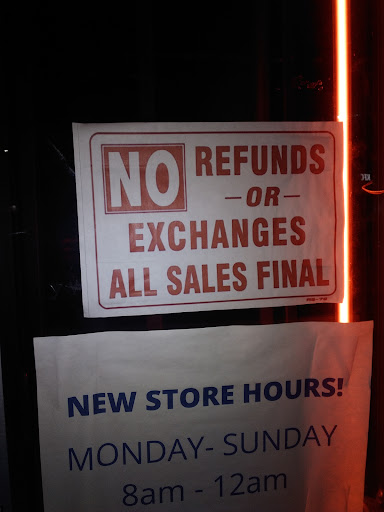 NO REFUNDS
-OR-
EXCHANGES
ALL SALES FINAL
NEW STORE HOURS!
MONDAY- SUNDAY
8am - 12am